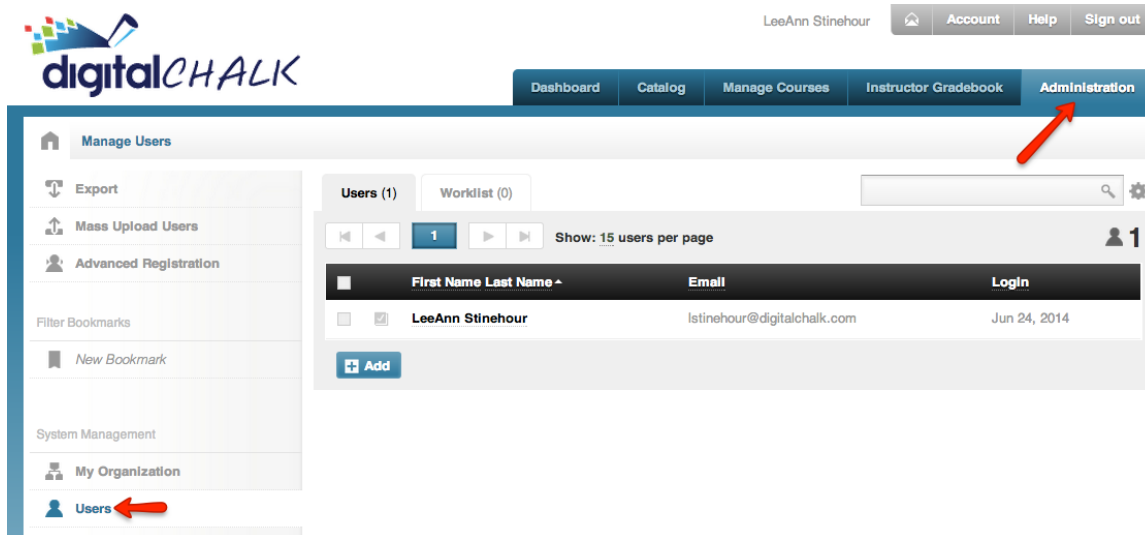 LeeAnn Stinehour Account Help Sign out
digitalCHALK
Dashboard Catalog Manage Courses Instructor Gradebook Administration
Manage Users
Export
Mass Upload Users
Advanced Registration
Filter Bookmarks
New Bookmark
System Management
My Organization
Users
Users (1) Worklist (0)
1 Show: 15 users per page 1
First Name Last Name Email Login
LeeAnn Stinehour lstinehour@digitalchalk.com Jun 24, 2014
Add